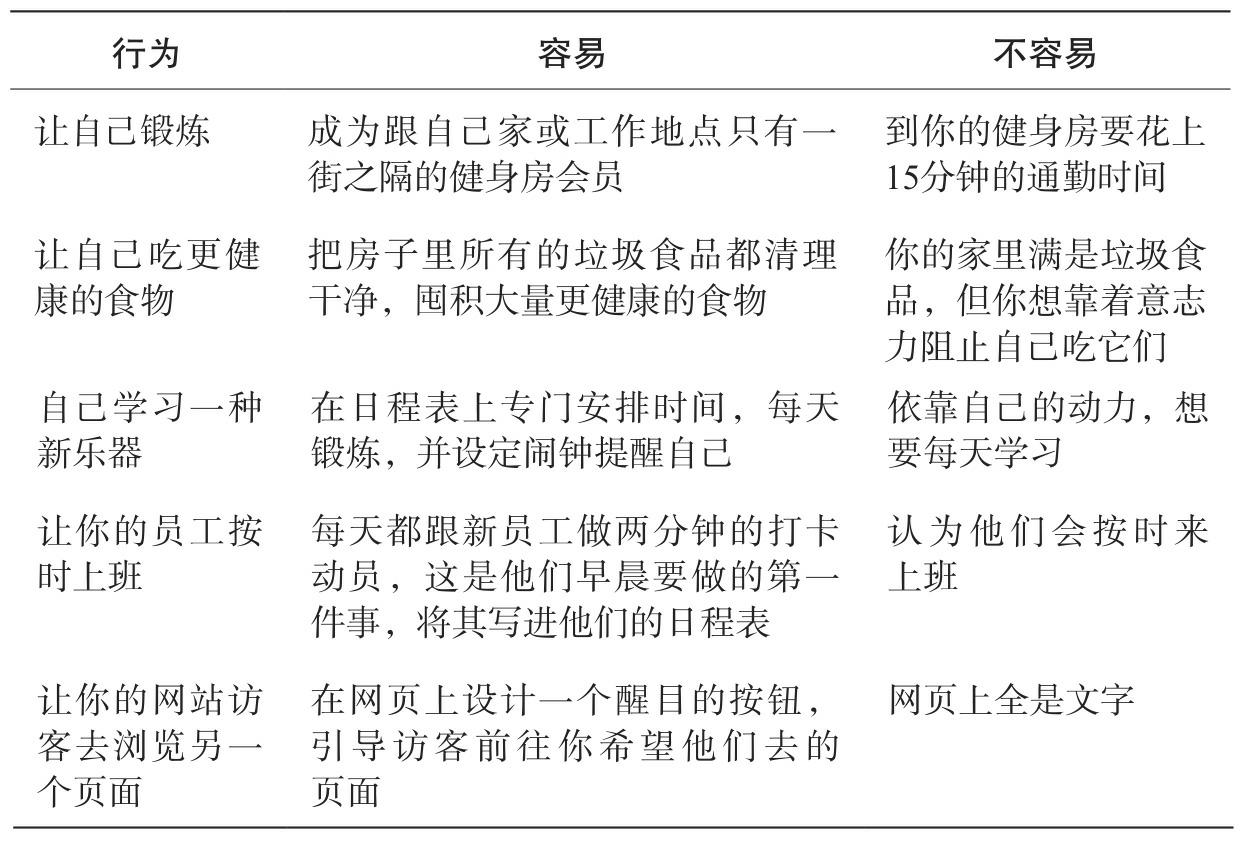 行为 容易 不容易
让自己锻炼
成为跟自己家或工作地点只有一
街之隔的健身房会员
到你的健身房要花上
15分钟的通勤时间
让自己吃更健
康的食物
把房子里所有的垃圾食品都清理
干净，囤积大量更健康的食物
你的家里满是垃圾食
品，但你想靠着意志
力阻止自己吃它们
自己学习一种
新乐器
在日程表上专门安排时间，每天
锻炼，并设定闹钟提醒自己
依靠自己的动力，想
要每天学习
让你的员工按
时上班
每天都跟新员工做两分钟的打卡
动员，这是他们早晨要做的第一
件事，将其写进他们的日程表
认为他们会按时来
上班
让你的网站访
客去浏览另一
个页面
在网页上设计一个醒目的按钮，
引导访客前往你希望他们去的
页面
网页上全是文字